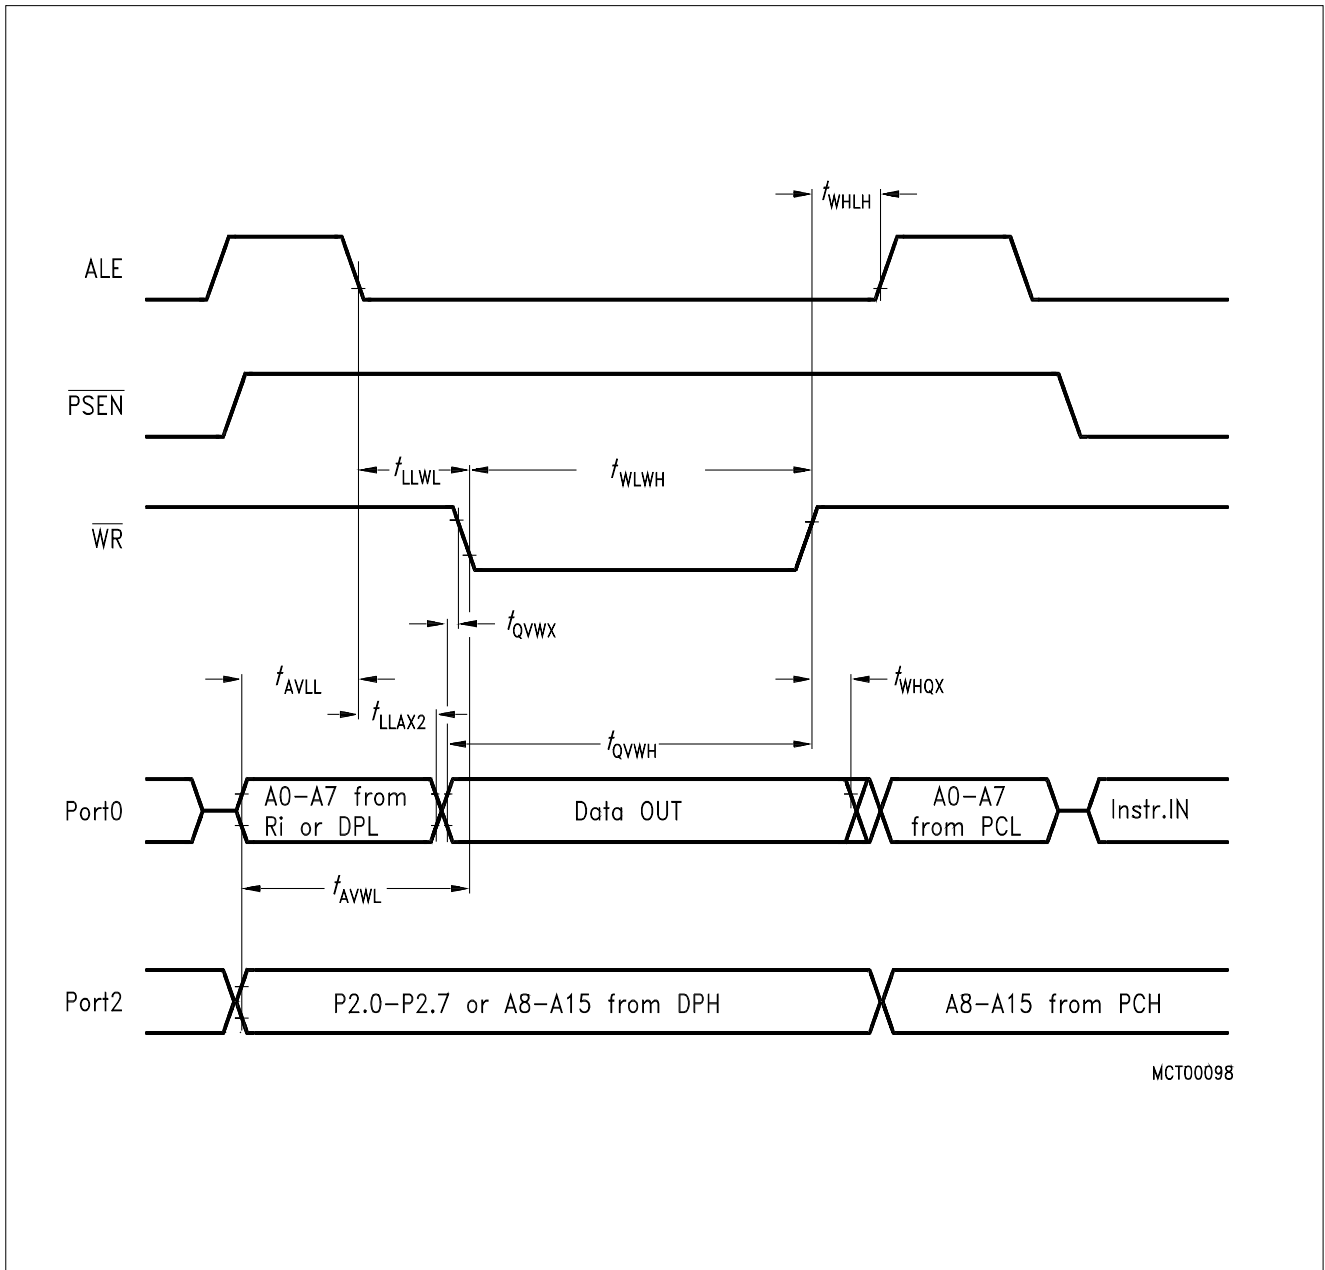 tWHLH
ALE
PSEN
tLLWL
tWLWH
WR
tQVWX
tAVLL
tWHQX
tLLAX2
tQVWH
Port0
A0-A7 from
Ri or DPL
Data OUT
A0-A7
from PCL
Instr.IN
tAVWL
Port2
P2.0-P2.7 or A8-A15 from DPH
A8-A15 from PCH
MCT00098